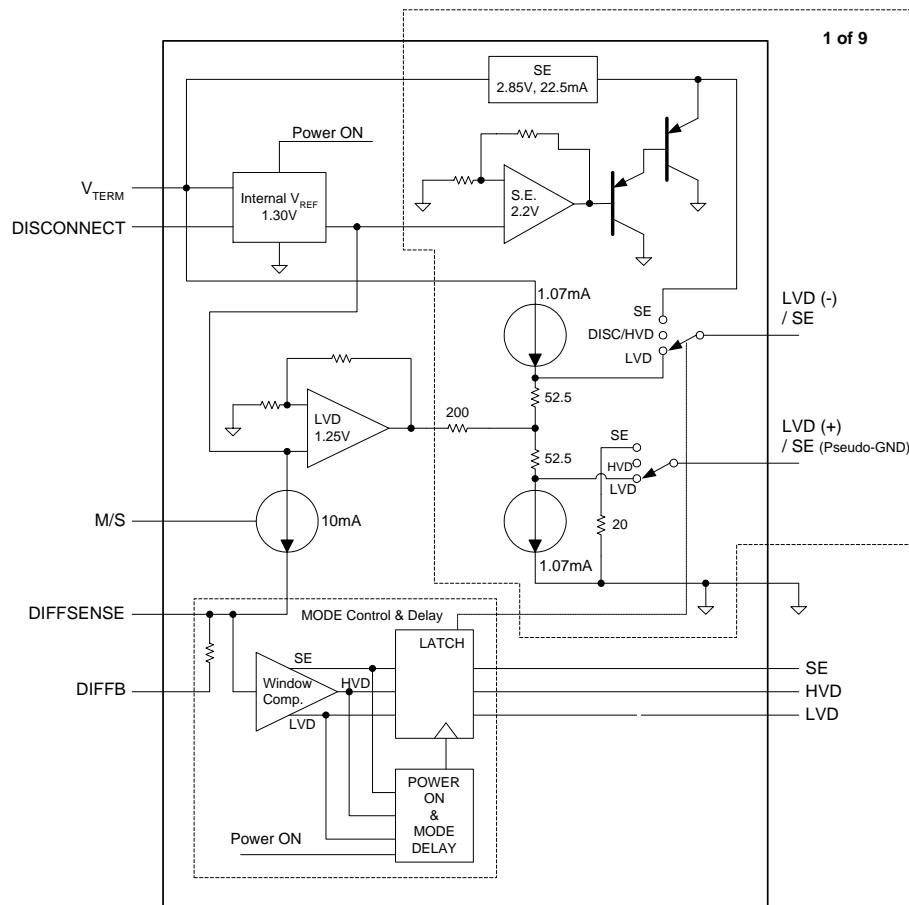 1 of 9
SE
2.85V, 22.5mA
Power ON
V TERM
Internal V REF
1.30V
S.E.
2.2V
DISCONNECT
1.07mA
SE
DISC/HVD
LVD
LVD (-)
/ SE
52.5
LVD
1.25V
200
52.5
SE
HVD
LVD
LVD (+)
/ SE (Pseudo-GND)
M/S
10mA
20
1.07mA
DIFFSENSE
MODE Control & Delay
LATCH
SE
Window
Comp.
HVD
LVD
DIFFB
SE
HVD
LVD
POWER
ON
&
MODE
DELAY
Power ON